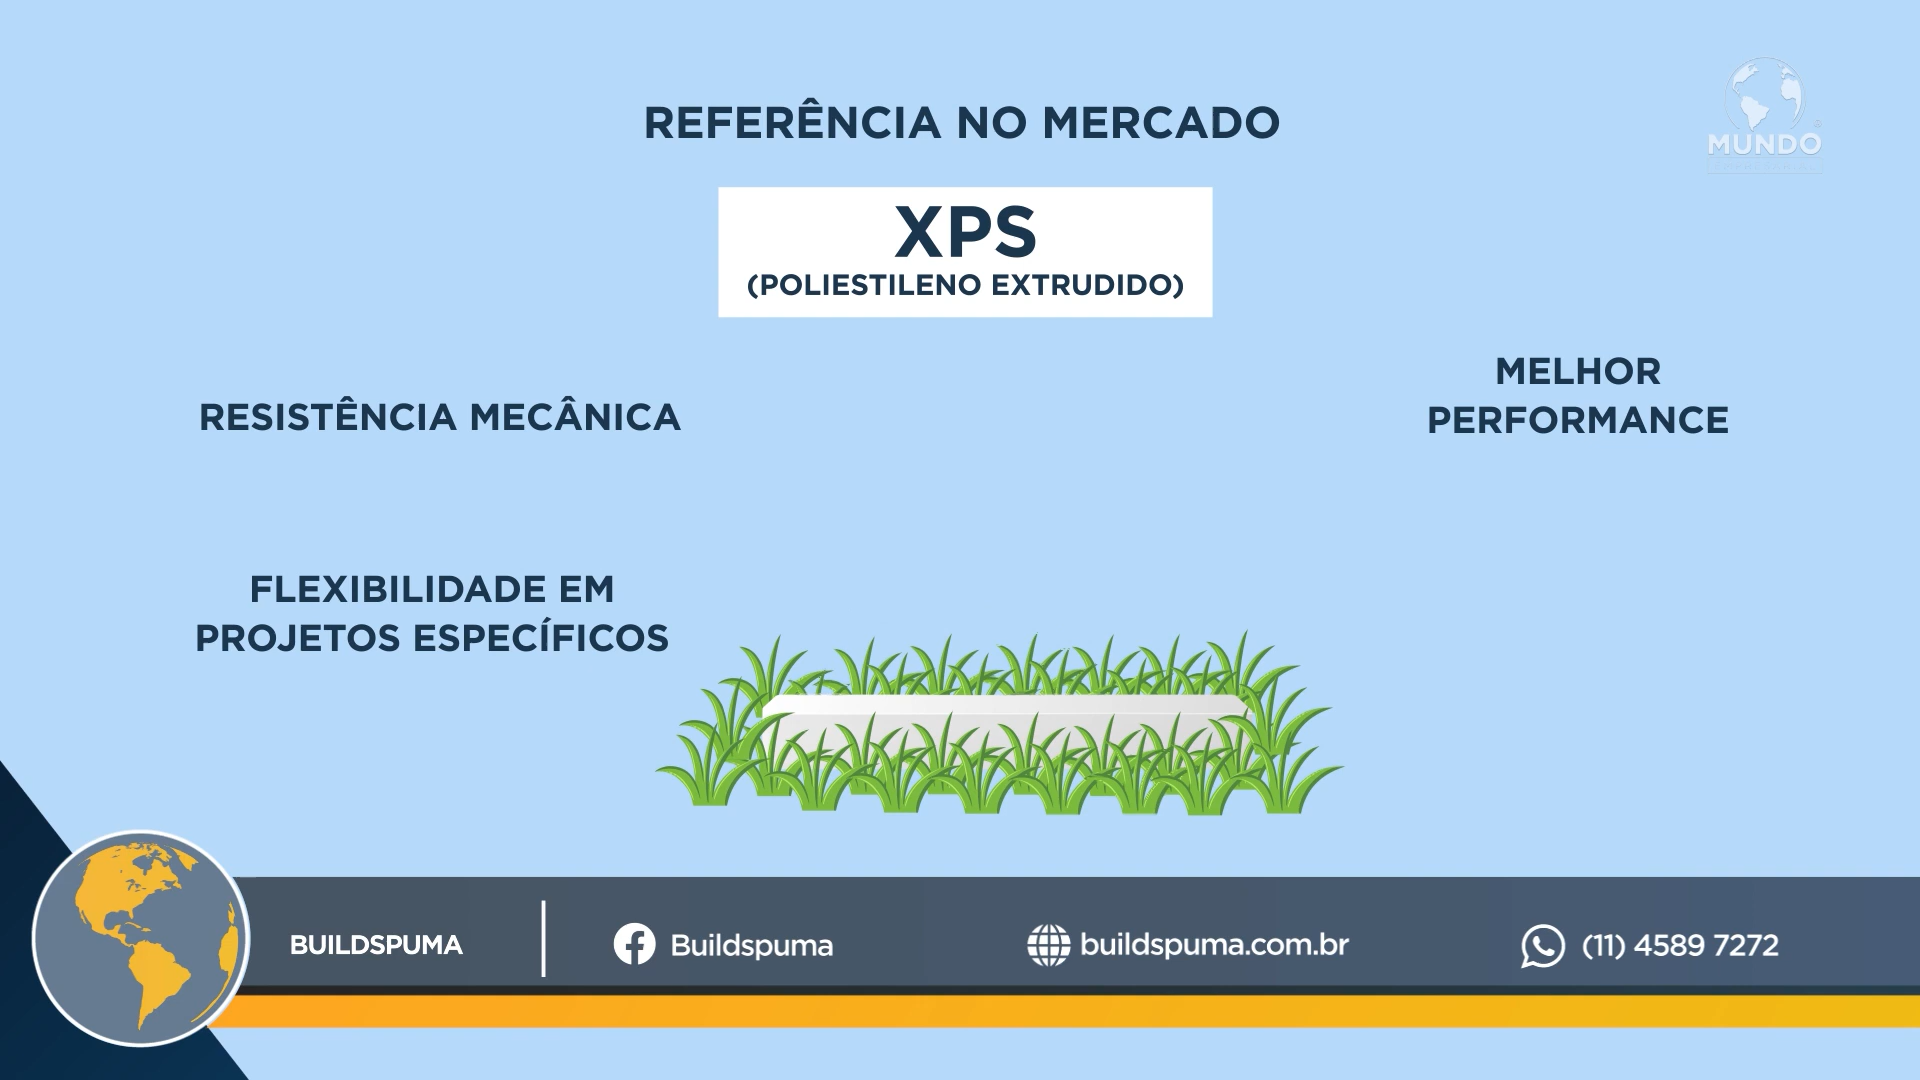 REFERÊNCIA NO MERCADO
MUNDO
XPS
(POLIESTILENO EXTRUDIDO)
RESISTÊNCIA MECÂNICA
MELHOR
PERFORMANCE
FLEXIBILIDADE EM
PROJETOS ESPECÍFICOS
BUILDSPUMA
Buildspuma
buildspuma.com.br
(11) 4589 7272